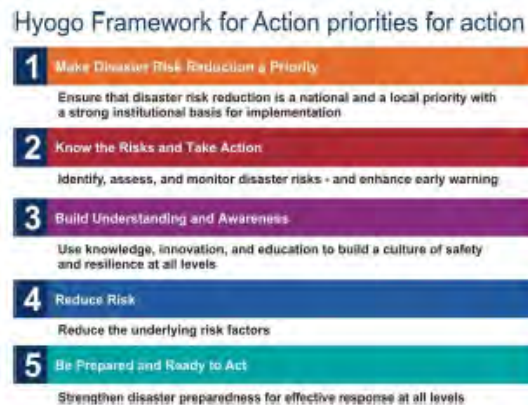 Hyogo Framework for Action priorities for action
1 Make Disaster Risk Reduction a Priority
Ensure that disaster risk reduction is a national and a local priority with
a strong institutional basis for implementation
2 Know the Risks and Take Action
Identify, assess, and monitor disaster risks - and enhance early warning
3 Build Understanding and Awareness
Use knowledge, innovation, and education to build a culture of safety
and resilience at all levels
4 Reduce Risk
Reduce the underlying risk factors
5 Be Prepared and Ready to Act
Strengthen disaster preparedness for effective response at all levels